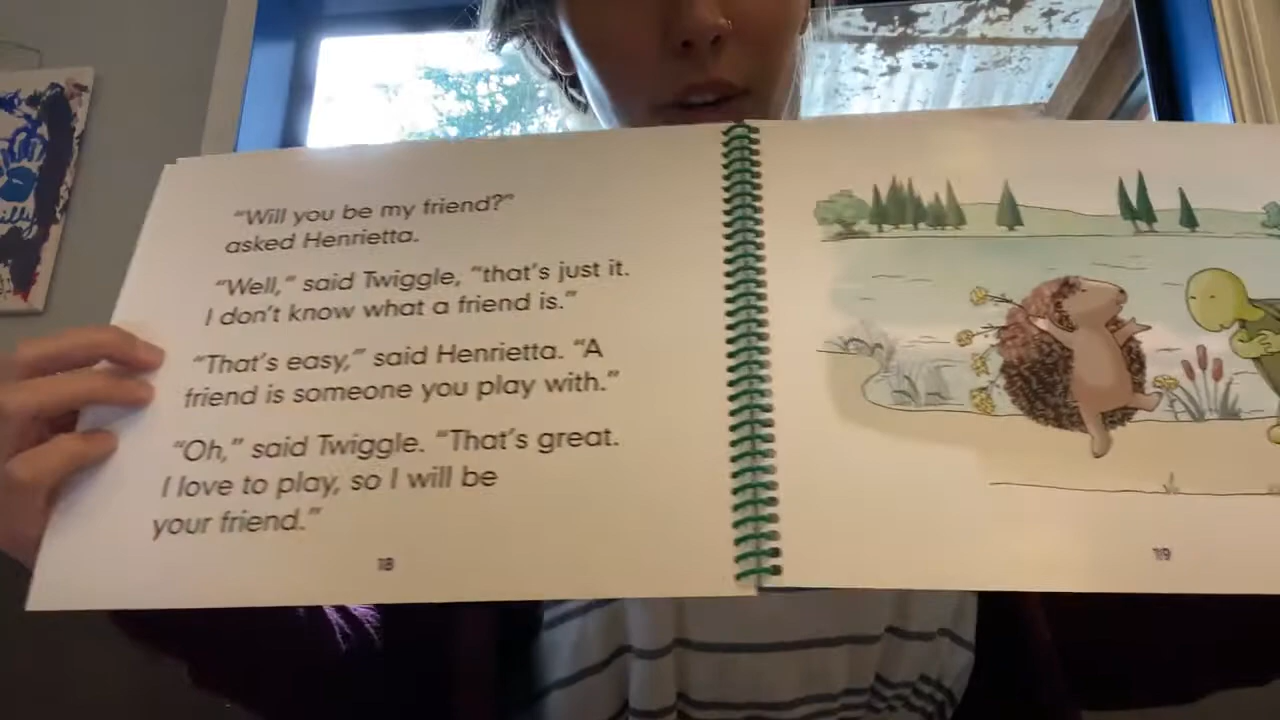 “Will you be my friend?”
asked Henrietta.
“Well,” said Twiggle, “that’s just it.
I don’t know what a friend is.”
“That’s easy,” said Henrietta. “A
friend is someone you play with.”
“Oh,” said Twiggle. “That’s great.
I love to play, so I will be
your friend.”
18
19